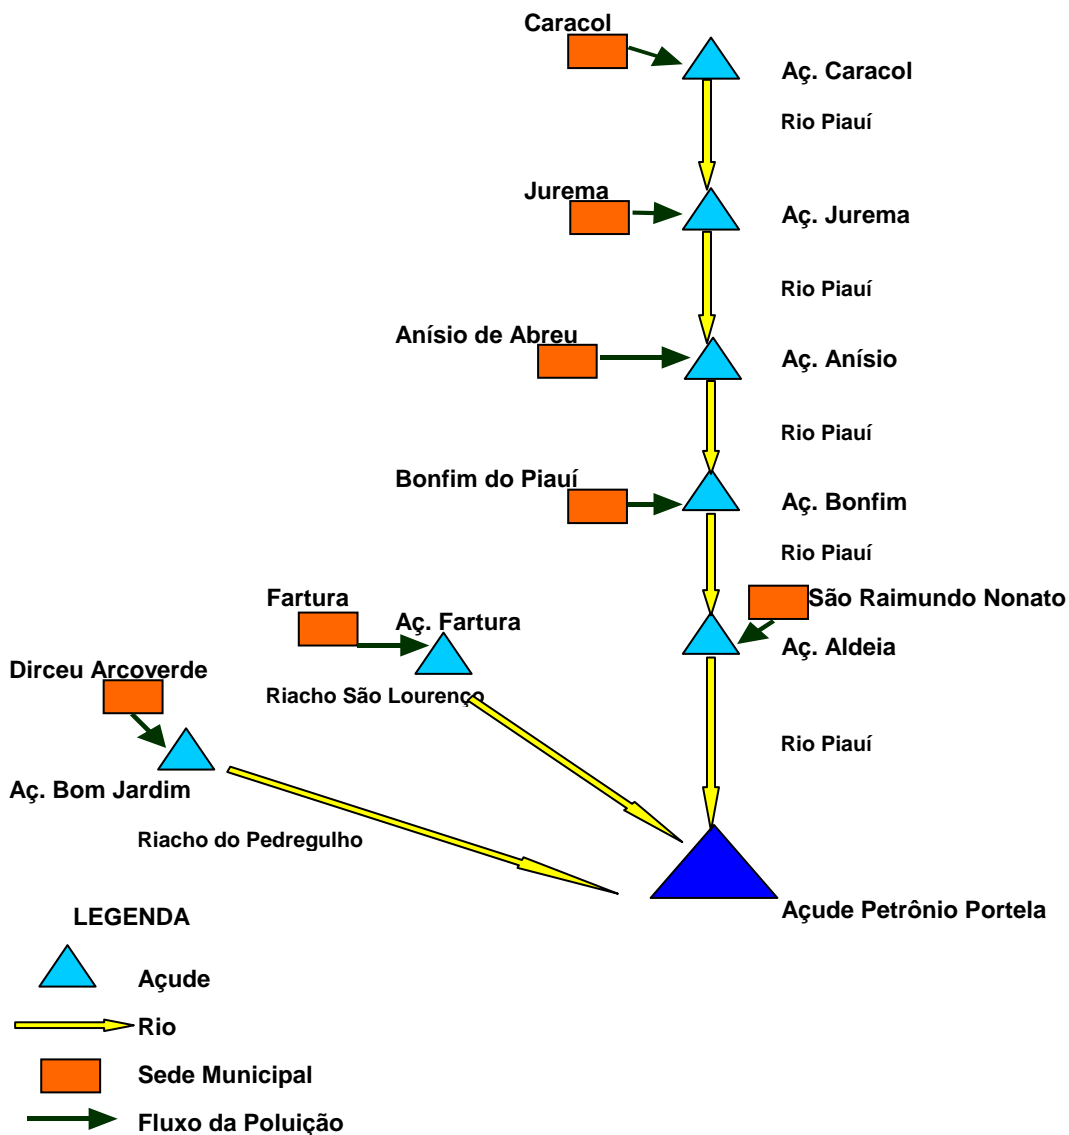 Caracol
Aç. Caracol
Rio Piauí
Jurema
Aç. Jurema
Rio Piauí
Anísio de Abreu
Aç. Anísio
Rio Piauí
Bonfim do Piauí
Aç. Bonfim
Rio Piauí
Fartura
São Raimundo Nonato
Aç. Fartura
Aç. Aldeia
Dirceu Arcoverde
Riacho São Lourenço
Rio Piauí
Aç. Bom Jardim
Riacho do Pedregulho
Açude Petrônio Portela
LEGENDA
Açude
Rio
Sede Municipal
Fluxo da Poluição